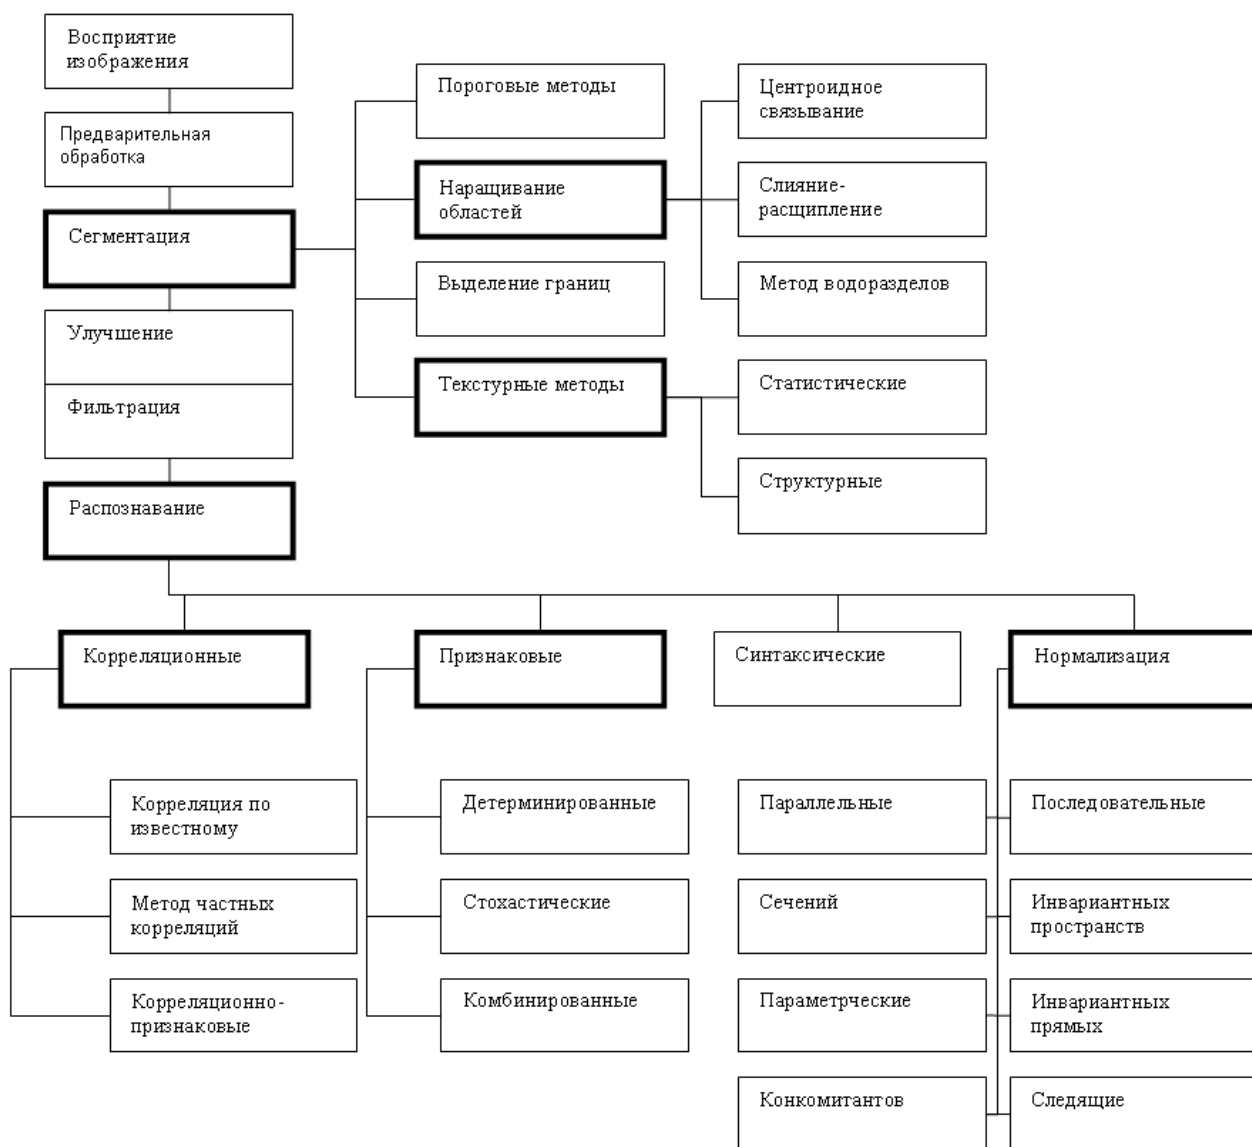 Восприятие
изображения
Предварительная
обработка
Сегментация
Улучшение
Фильтрация
Распознавание
Пороговые методы
Наращивание
областей
Выделение границ
Текстурные методы
Центроидное
связывание
Слияние-
расщипление
Метод водоразделов
Статистические
Структурные
Корреляционные
Признаковые
Синтаксические
Нормализация
Корреляция по
известному
Метод частных
корреляций
Корреляционно-
признаковые
Детерминированные
Стохастические
Комбинированные
Параллельные
Сечений
Параметрческие
Конкомитантов
Последовательные
Инвариантных
пространств
Инвариантных
прямых
Следящие